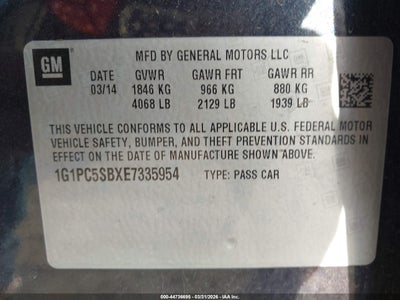 GM
MFD BY GENERAL MOTORS LLC
DATE GVWR GAWR FRT GAWR RR
03/14 1846 KG 966 KG 880 KG
4068 LB 2129 LB 1939 LB
THIS VEHICLE CONFORMS TO ALL APPLICABLE U.S. FEDERAL MOTOR
VEHICLE SAFETY, BUMPER, AND THEFT PREVENTION STANDARDS IN
EFFECT ON THE DATE OF MANUFACTURE SHOWN ABOVE.
1G1PC5SBXE7335954 TYPE: PASS CAR
000-44736695 - 03/31/2026 - IAA Inc.